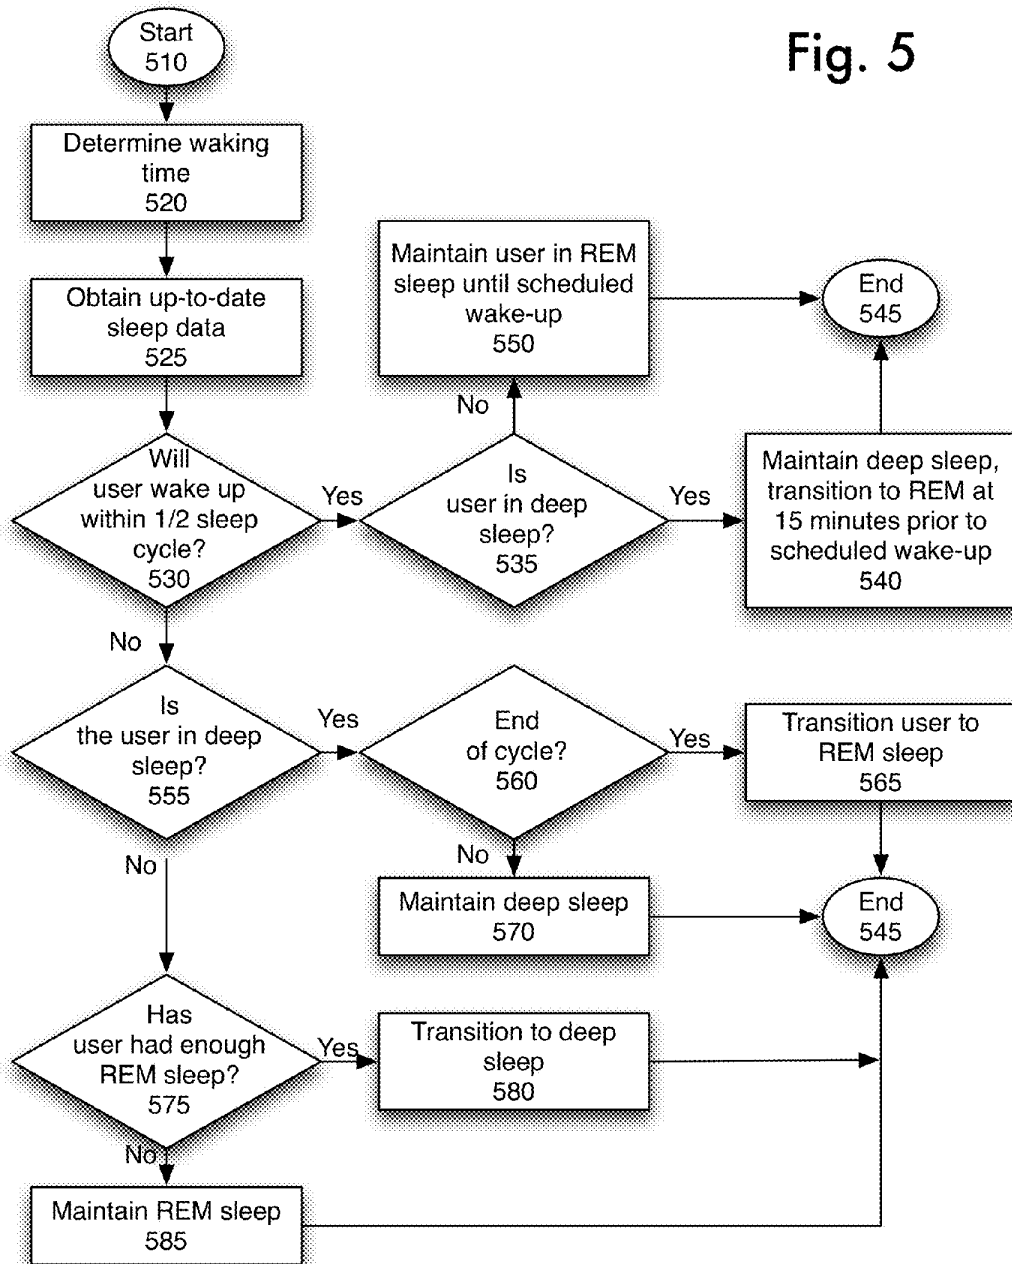 Fig. 5
Start
510
Determine waking
time
520
Obtain up-to-date
sleep data
525
Maintain user in REM
sleep until scheduled
wake-up
550
End
545
No
Will
user wake up
within 1/2 sleep
cycle?
530
Yes
Is
user in deep
sleep?
535
Yes
Maintain deep sleep,
transition to REM at
15 minutes prior to
scheduled wake-up
540
No
Is
the user in deep
sleep?
555
Yes
End
of cycle?
560
Yes
Transition user to
REM sleep
565
No
No
Maintain deep sleep
570
End
545
Has
user had enough
REM sleep?
575
Yes
Transition to deep
sleep
580
No
Maintain REM sleep
585